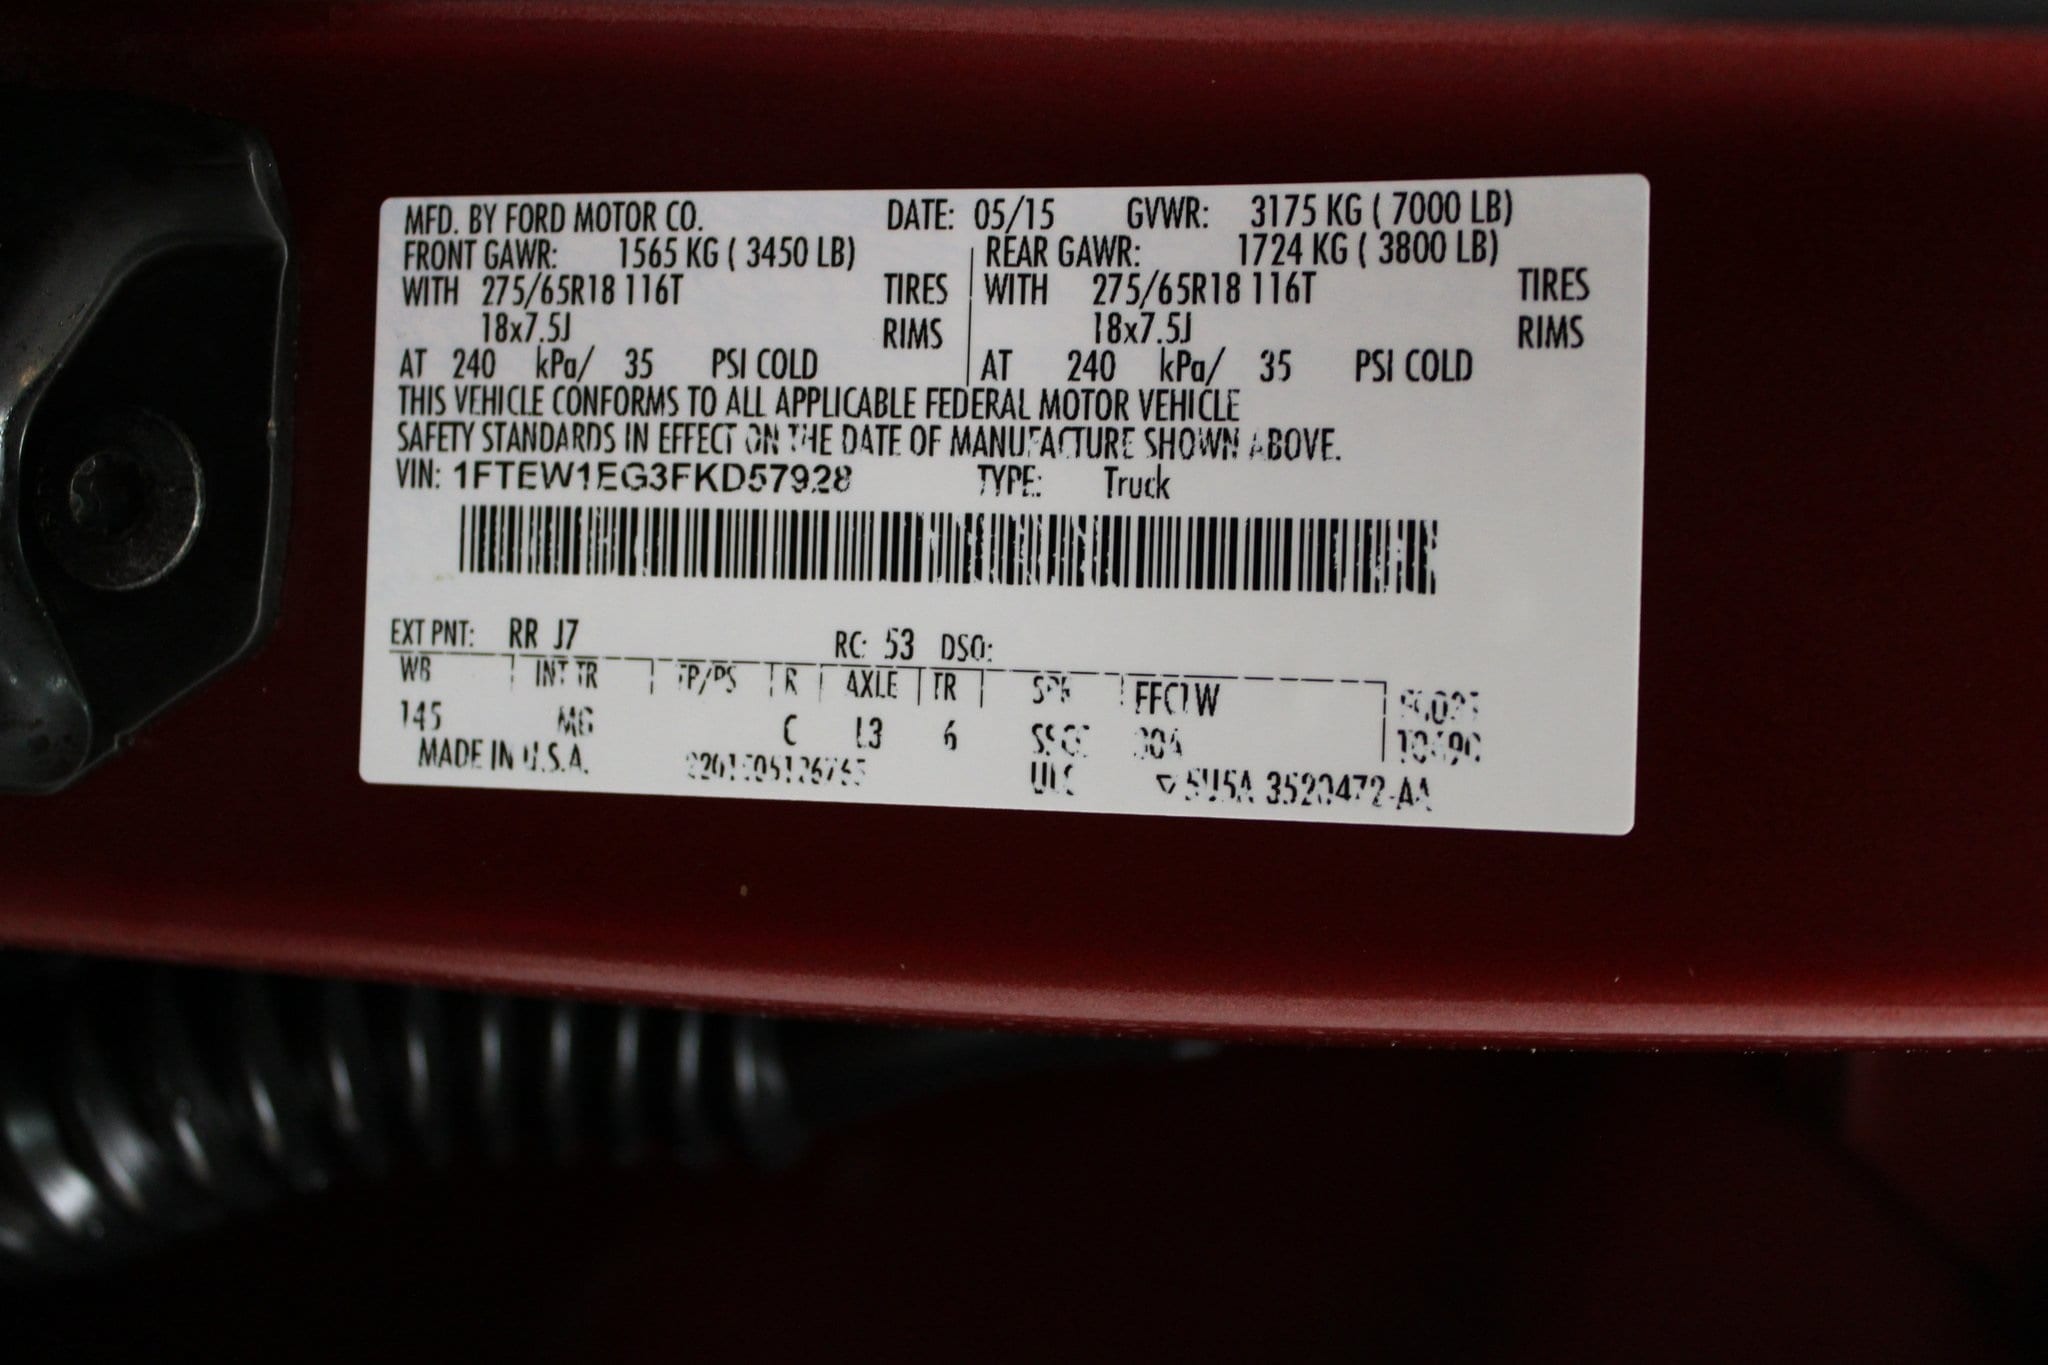 MFD. BY FORD MOTOR CO. DATE: 05/15 GVWR: 3175 KG ( 7000 LB)
FRONT GAWR: 1565 KG ( 3450 LB) REAR GAWR: 1724 KG ( 3800 LB)
WITH 275/65R18 116T TIRES WITH 275/65R18 116T TIRES
18x7.5J RIMS 18x7.5J RIMS
AT 240 kPa/ 35 PSI COLD AT 240 kPa/ 35 PSI COLD
THIS VEHICLE CONFORMS TO ALL APPLICABLE FEDERAL MOTOR VEHICLE
SAFETY STANDARDS IN EFFECT ON THE DATE OF MANUFACTURE SHOWN ABOVE.
VIN: 1FTEW1EG3FKD57928 TYPE: Truck
EXT PNT: RR J7 RC: 53 DSO:
WB INT TR TP/PS R AXLE TR SPR
145 MG C L3 6
MADE IN U.S.A. 5U5A 3520472-AA